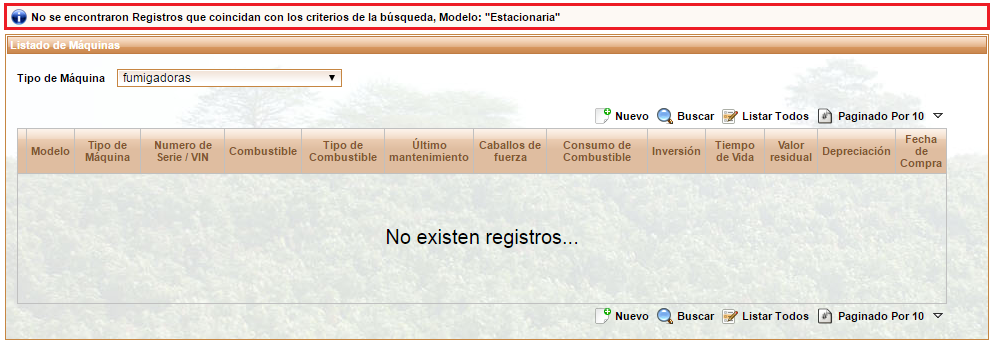 No se encontraron Registros que coincidan con los criterios de la búsqueda, Modelo: "Estacionaria"
Listado de Máquinas
Tipo de Máquina fumigadoras
Nuevo Buscar Listar Todos Paginado Por 10
Modelo Tipo de Máquina Numero de Serie / VIN Combustible Tipo de Combustible Último mantenimiento Caballos de fuerza Consumo de Combustible Inversión Tiempo de Vida Valor residual Depreciación Fecha de Compra
No existen registros...
Nuevo Buscar Listar Todos Paginado Por 10